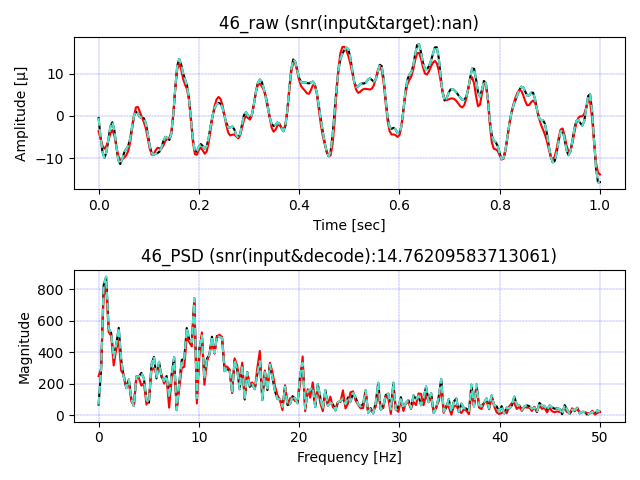 46_raw (snr(input&target):nan)
Amplitude [µ]
10
0
−10
0.0 0.2 0.4 0.6 0.8 1.0
Time [sec]
46_PSD (snr(input&decode):14.76209583713061)
Magnitude
800
600
400
200
0
0 10 20 30 40 50
Frequency [Hz]